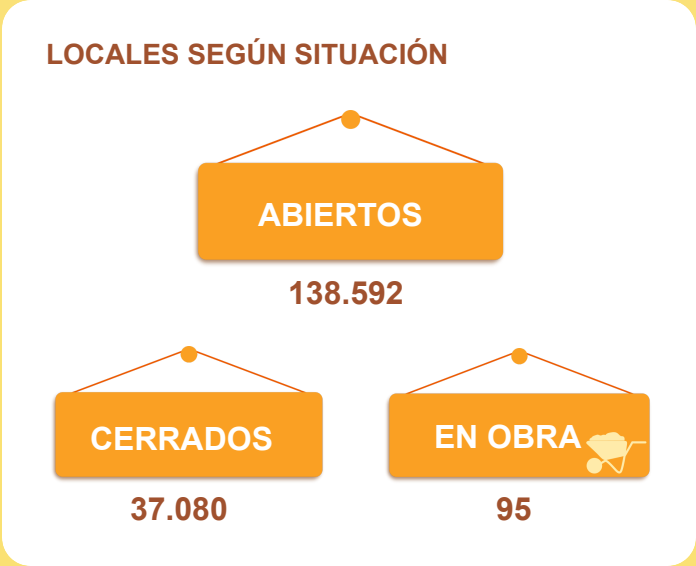 LOCALES SEGÚN SITUACIÓN
ABIERTOS
138.592
CERRADOS
37.080
EN OBRA
95